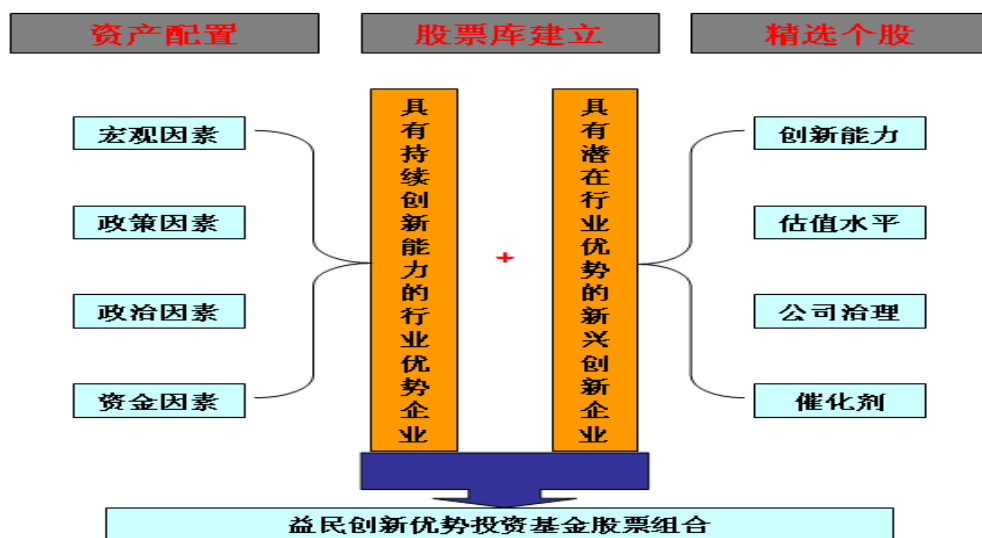 资产配置
股票库建立
精选个股
宏观因素
政策因素
政治因素
资金因素
具有持续创新能力的行业优势企业
+
具有潜在行业优势的新兴创新企业
创新能力
估值水平
公司治理
催化剂
益民创新优势投资基金股票组合